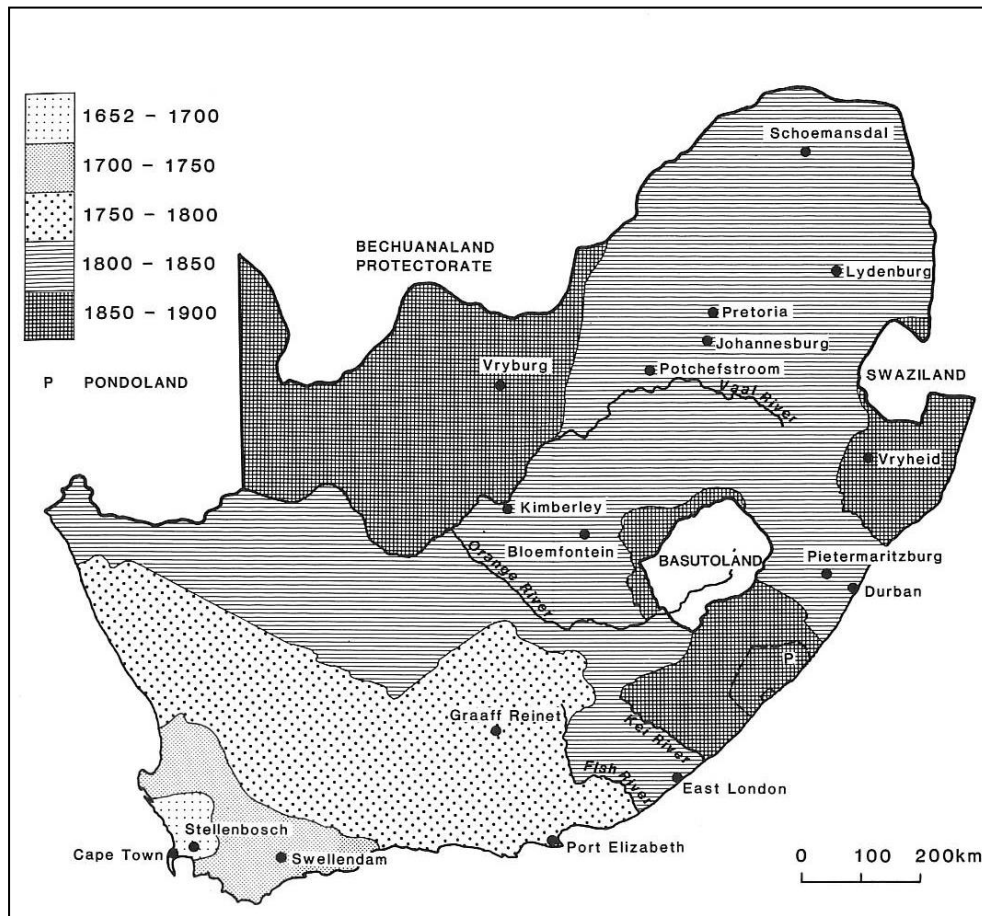 1652 – 1700
1700 – 1750
1750 – 1800
1800 – 1850
1850 – 1900
P PONDOLAND
BECHUANALAND
PROTECTORATE
Schoemansdal
Lydenburg
Pretoria
Johannesburg
Potchefstroom
Vaal River
SWAZILAND
Vryburg
Vryheid
Kimberley
Bloemfontein
Orange River
BASUTOLAND
Pietermaritzburg
Durban
P
Graaff Reinet
Kei River
Fish River
East London
Port Elizabeth
Stellenbosch
Cape Town
Swellendam
0 100 200km